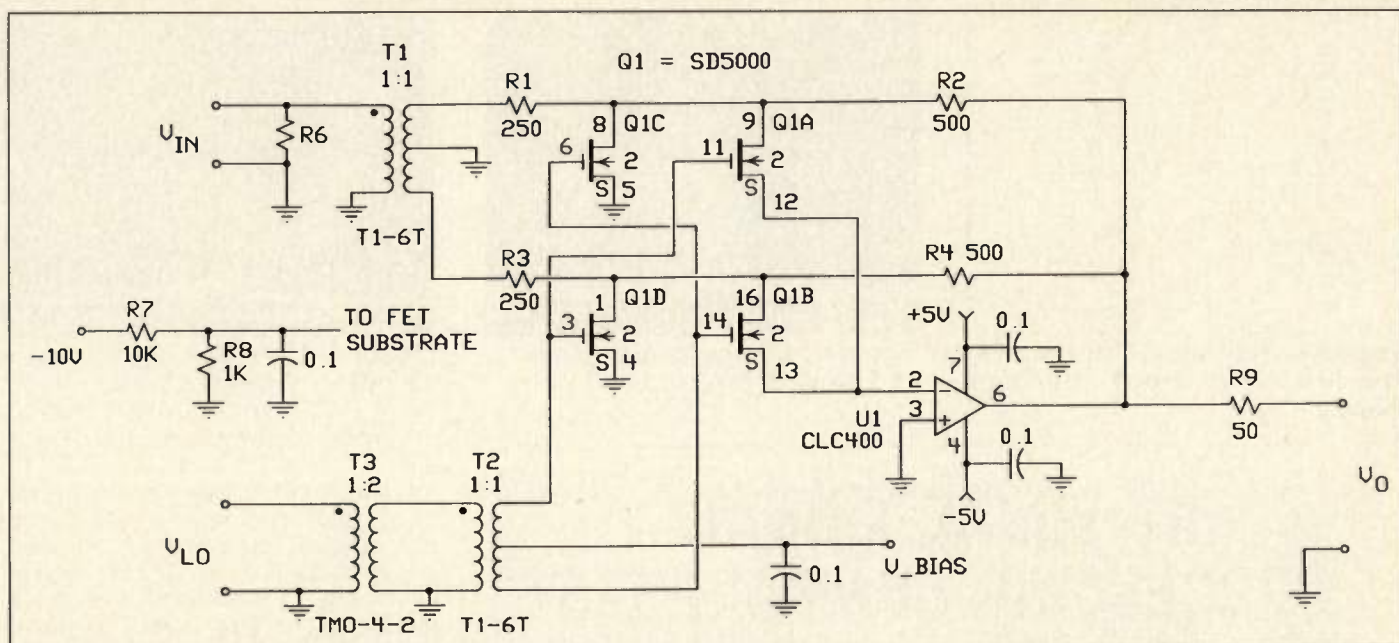 T1
1:1
Q1 = SD5000
R1
250
R2
500
8 Q1C
9 Q1A
VIN
R6
6
2
S 5
11
2
S
12
T1-6T
R3
250
R4 500
1 Q1D
16 Q1B
R7
10K
-10V
R8
1K
0.1
TO FET
SUBSTRATE
3
2
S 4
14
2
S
13
+5V
0.1
7
2 -
3 +
6
4
U1
CLC400
R9
50
0.1
-5V
VO
T3
1:2
T2
1:1
VLO
V_BIAS
0.1
TMO-4-2
T1-6T